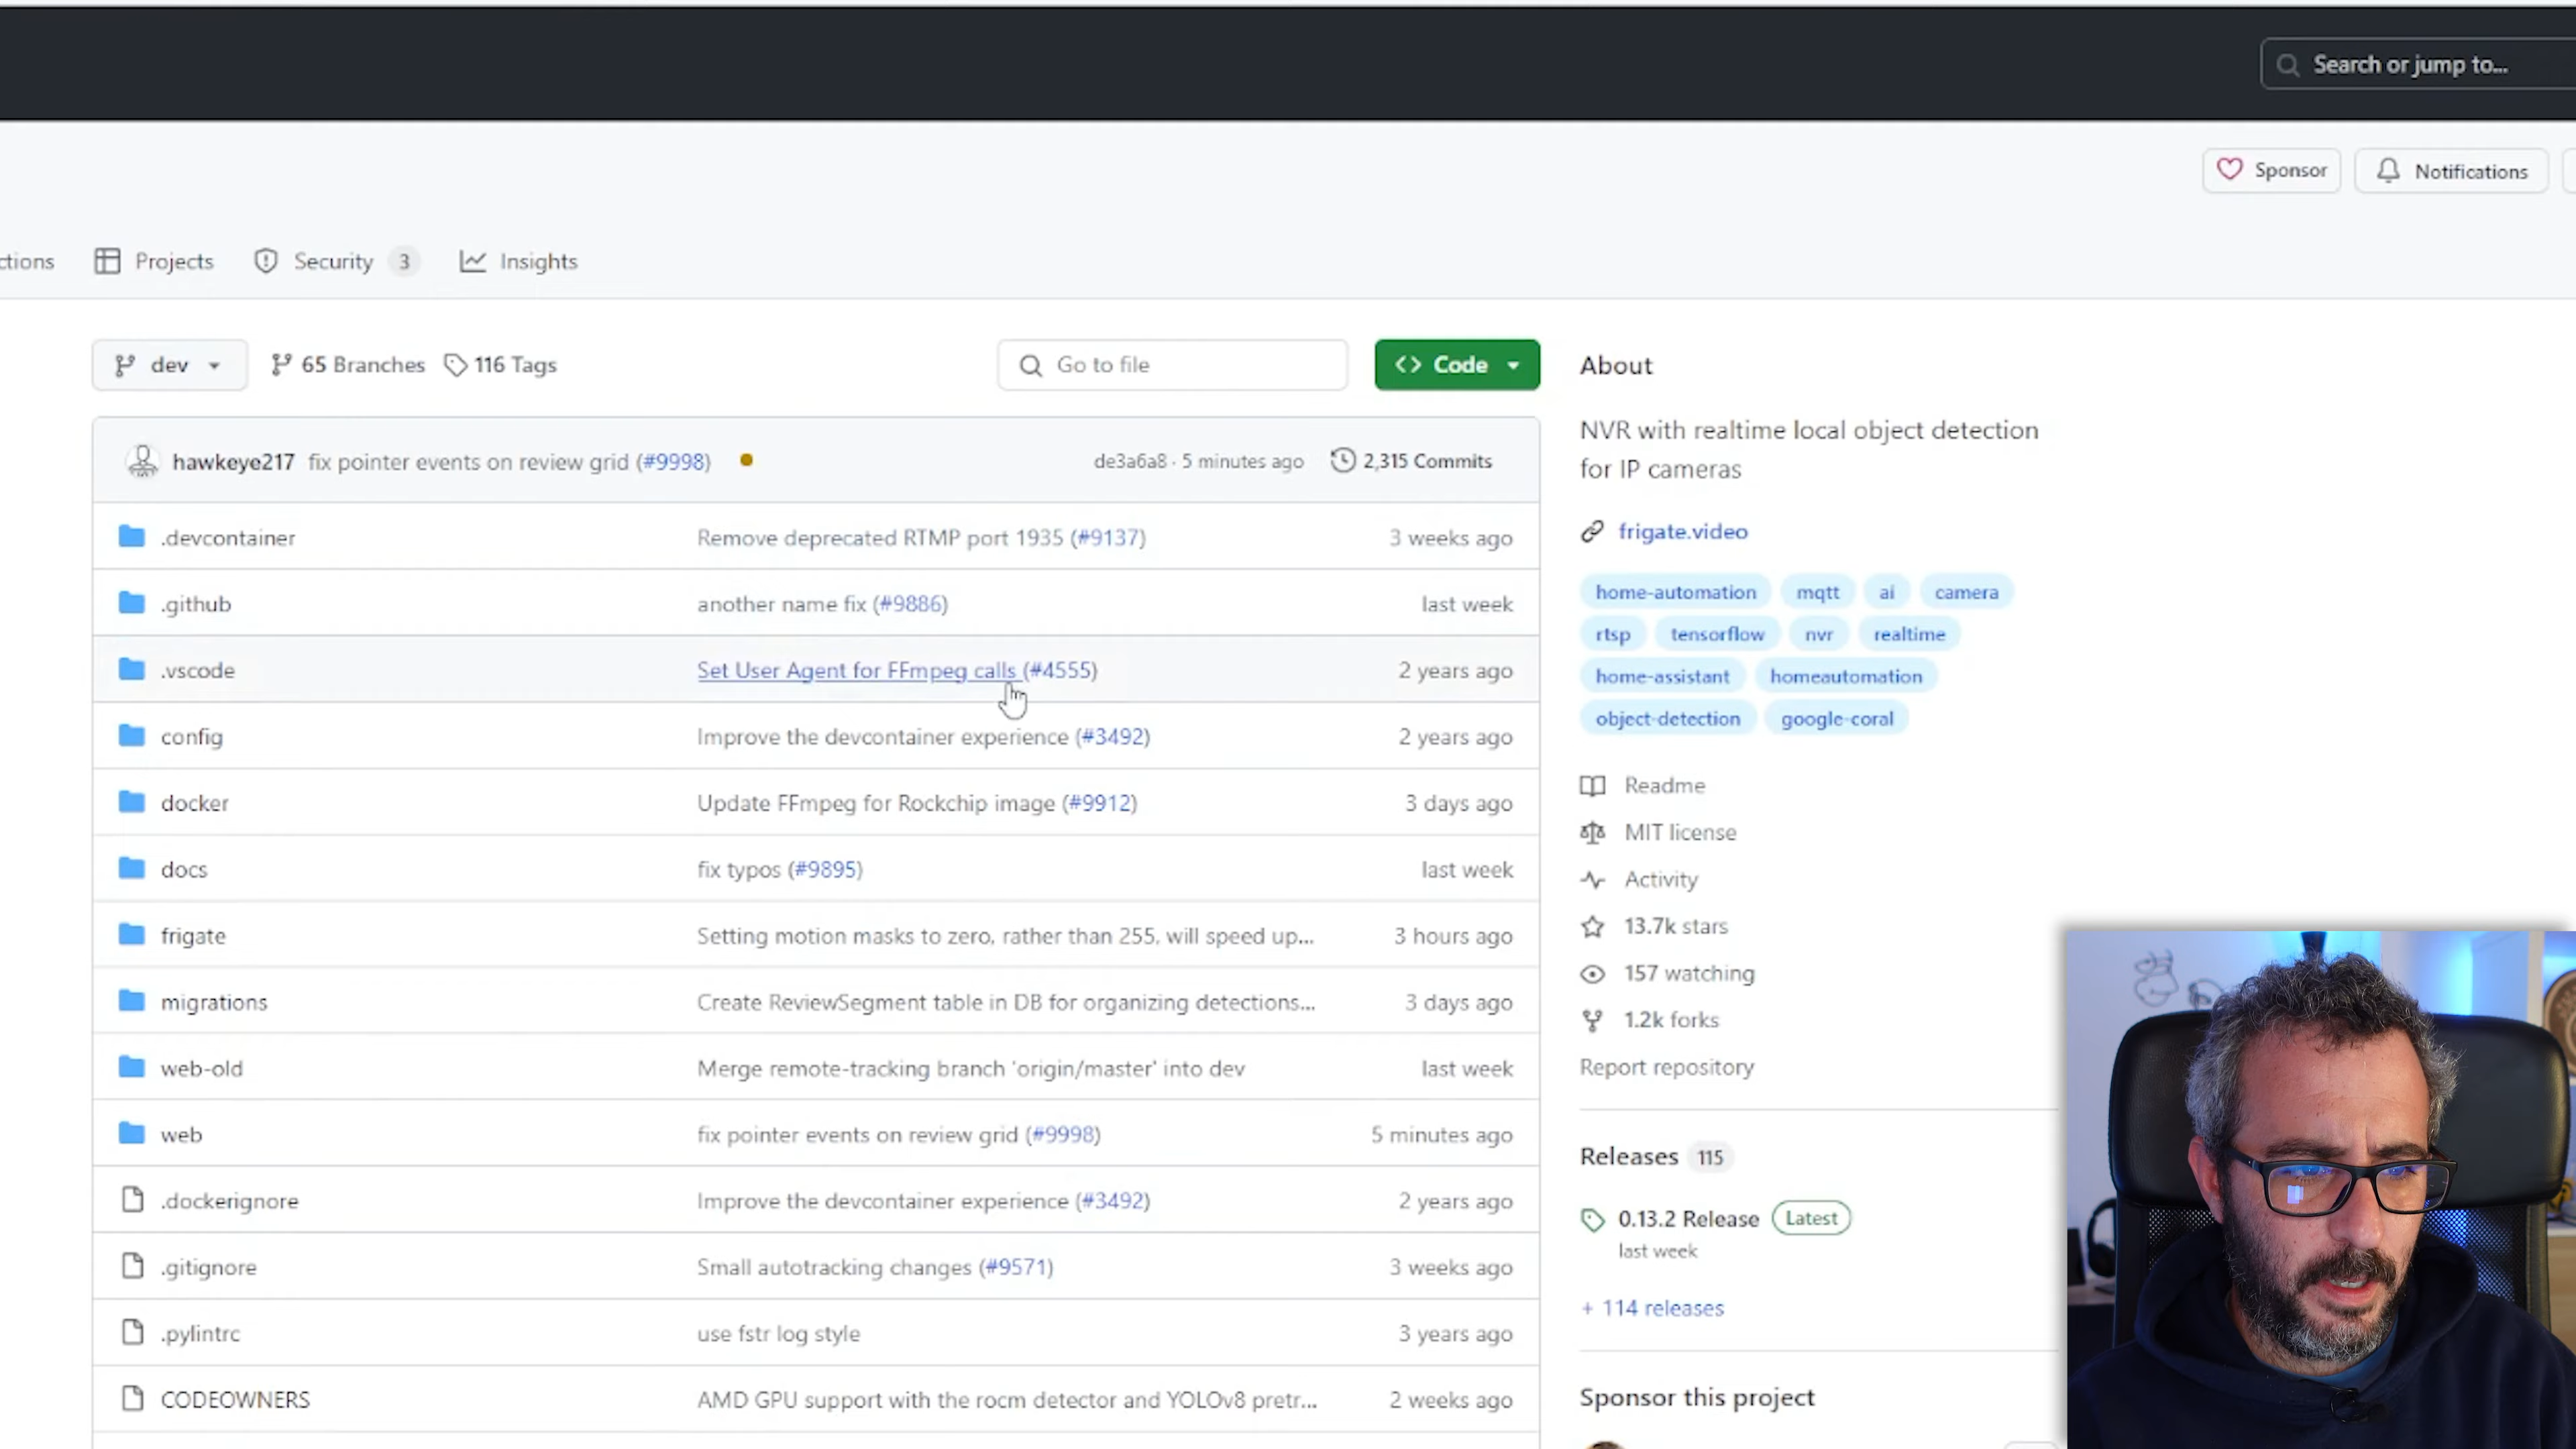 Search or jump to...
Sponsor
Notifications
ctions
Projects
Security 3
Insights
dev
65 Branches
116 Tags
Go to file
Code
hawkeye217 fix pointer events on review grid (#9998)
de3a6a8 · 5 minutes ago
2,315 Commits
.devcontainer Remove deprecated RTMP port 1935 (#9137) 3 weeks ago
.github another name fix (#9886) last week
.vscode Set User Agent for FFmpeg calls (#4555) 2 years ago
config Improve the devcontainer experience (#3492) 2 years ago
docker Update FFmpeg for Rockchip image (#9912) 3 days ago
docs fix typos (#9895) last week
frigate Setting motion masks to zero, rather than 255, will speed up... 3 hours ago
migrations Create ReviewSegment table in DB for organizing detections... 3 days ago
web-old Merge remote-tracking branch 'origin/master' into dev last week
web fix pointer events on review grid (#9998) 5 minutes ago
.dockerignore Improve the devcontainer experience (#3492) 2 years ago
.gitignore Small autotracking changes (#9571) 3 weeks ago
.pylintrc use fstr log style 3 years ago
CODEOWNERS AMD GPU support with the rocm detector and YOLOv8 pretr... 2 weeks ago
About
NVR with realtime local object detection
for IP cameras
frigate.video
home-automation mqtt ai camera
rtsp tensorflow nvr realtime
home-assistant homeautomation
object-detection google-coral
Readme
MIT license
Activity
13.7k stars
157 watching
1.2k forks
Report repository
Releases 115
0.13.2 Release Latest
last week
+ 114 releases
Sponsor this project